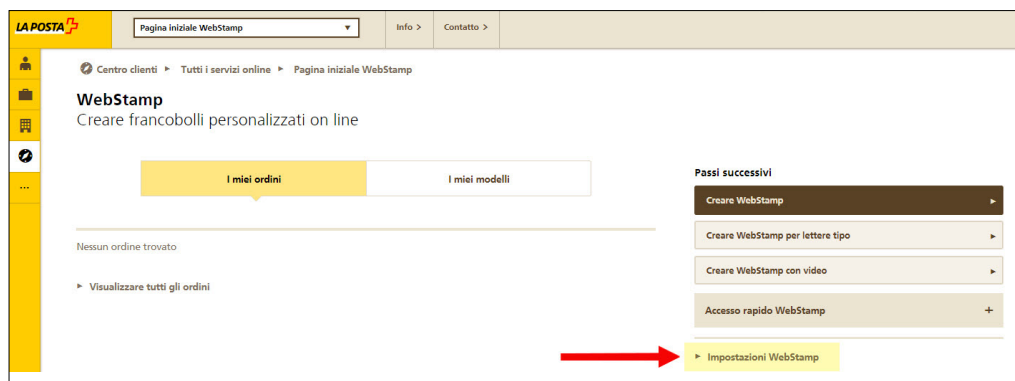 LA POSTA
Pagina iniziale WebStamp
Info >
Contatto >
Centro clienti ► Tutti i servizi online ► Pagina iniziale WebStamp
WebStamp
Creare francobolli personalizzati on line
I miei ordini
I miei modelli
Nessun ordine trovato
► Visualizzare tutti gli ordini
Passi successivi
Creare WebStamp
Creare WebStamp per lettere tipo
Creare WebStamp con video
Accesso rapido WebStamp +
► Impostazioni WebStamp